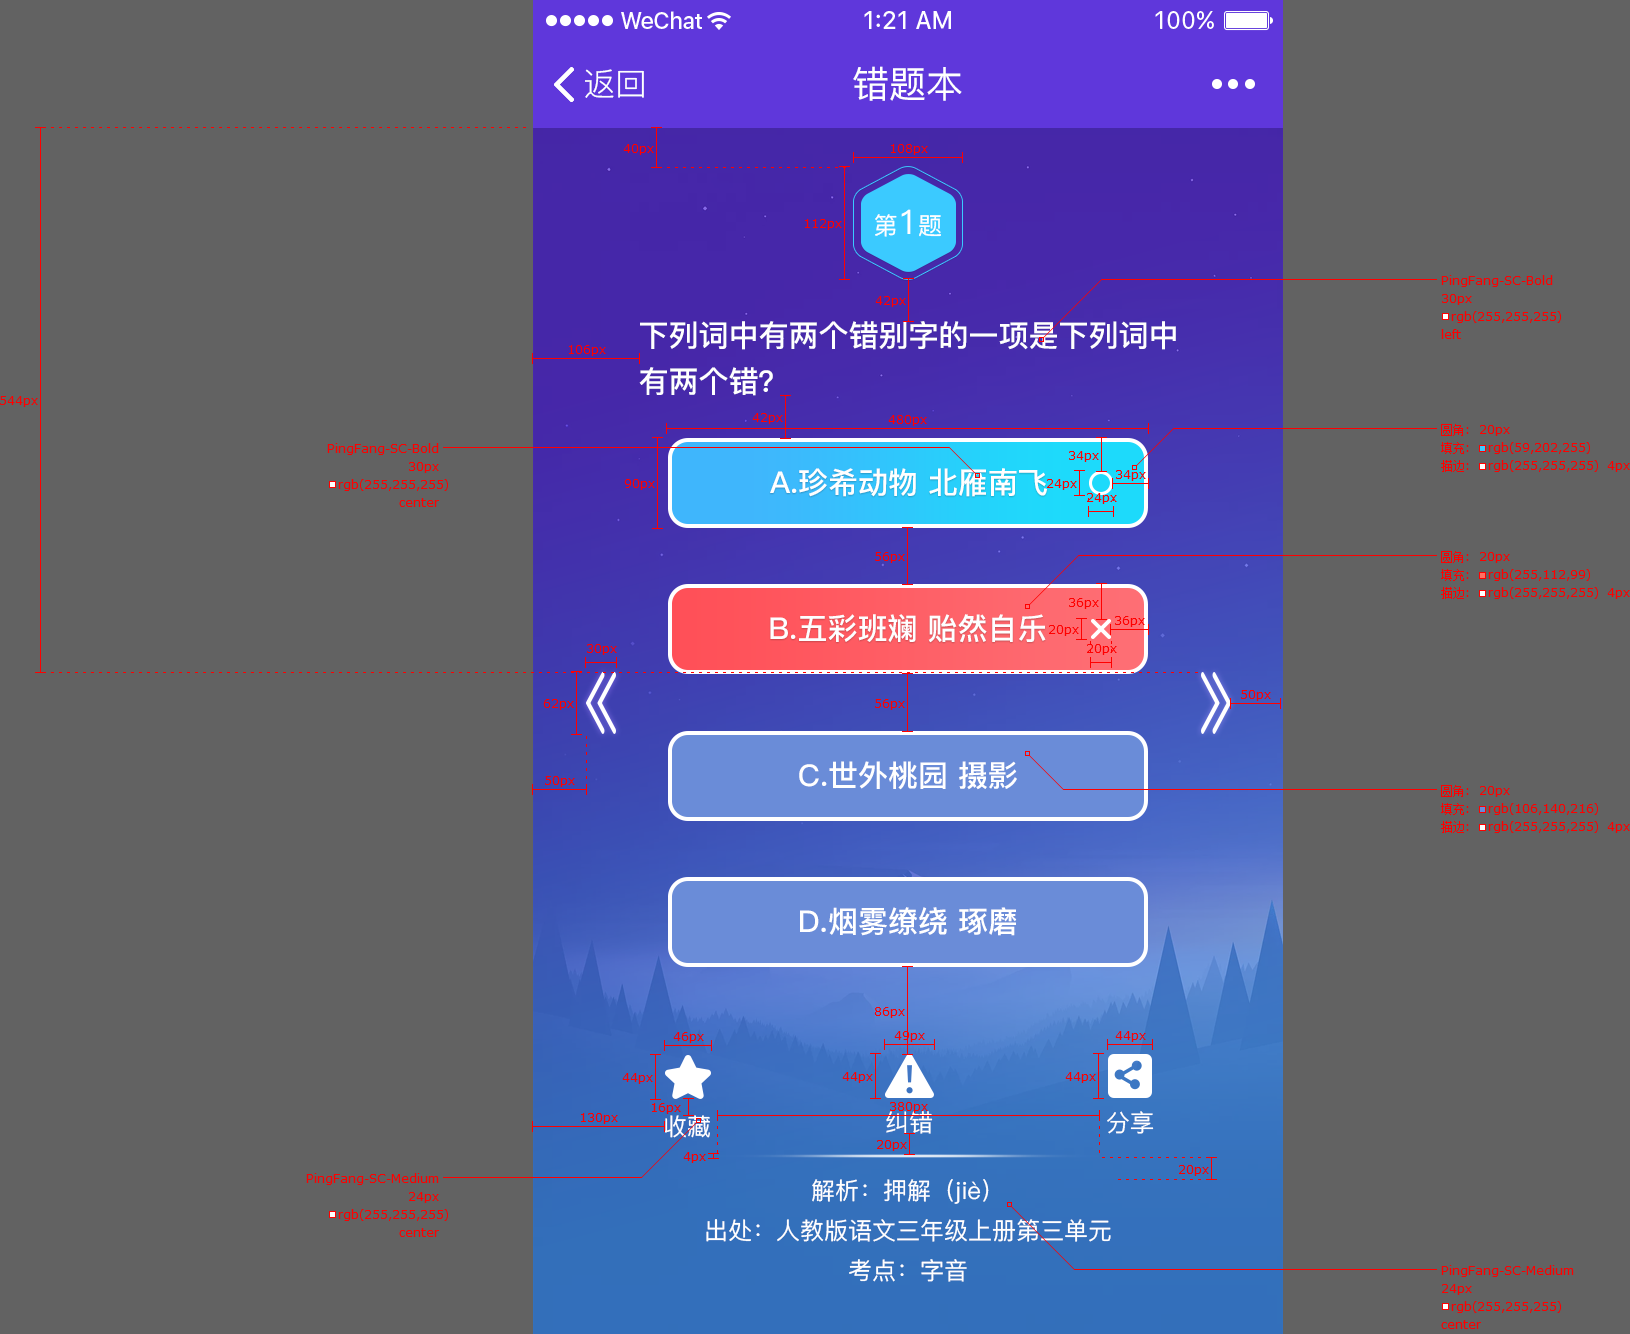 WeChat 1:21 AM 100%
返回 错题本
40px
108px
112px
第1题
42px
PingFang-SC-Bold
30px
rgb(255,255,255)
left
下列词中有两个错别字的一项是下列词中
106px
有两个错?
544px
42px
480px
PingFang-SC-Bold
30px
rgb(255,255,255)
center
圆角: 20px
填充: rgb(59,202,255)
描边: rgb(255,255,255) 4px
90px
A.珍希动物 北雁南飞
34px
34px
24px
24px
圆角: 20px
填充: rgb(255,112,99)
描边: rgb(255,255,255) 4px
B.五彩班斓 贻然自乐
36px
36px
20px
20px
30px
50px
56px
50px
C.世外桃园 摄影
圆角: 20px
填充: rgb(106,140,216)
描边: rgb(255,255,255) 4px
D.烟雾缭绕 琢磨
86px
46px
49px
44px
44px
44px
44px
16px
380px
130px
收藏 纠错 分享
20px
4px
20px
PingFang-SC-Medium
24px
rgb(255,255,255)
center
解析：押解（jiè）
出处：人教版语文三年级上册第三单元
考点：字音
PingFang-SC-Medium
24px
rgb(255,255,255)
center